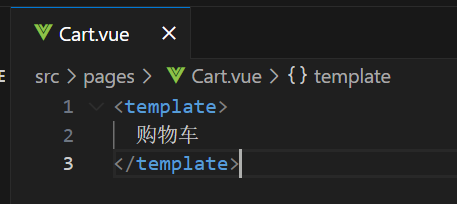 Cart.vue ×
src > pages > Cart.vue > {} template
1 <template>
2 购物车
3 </template>